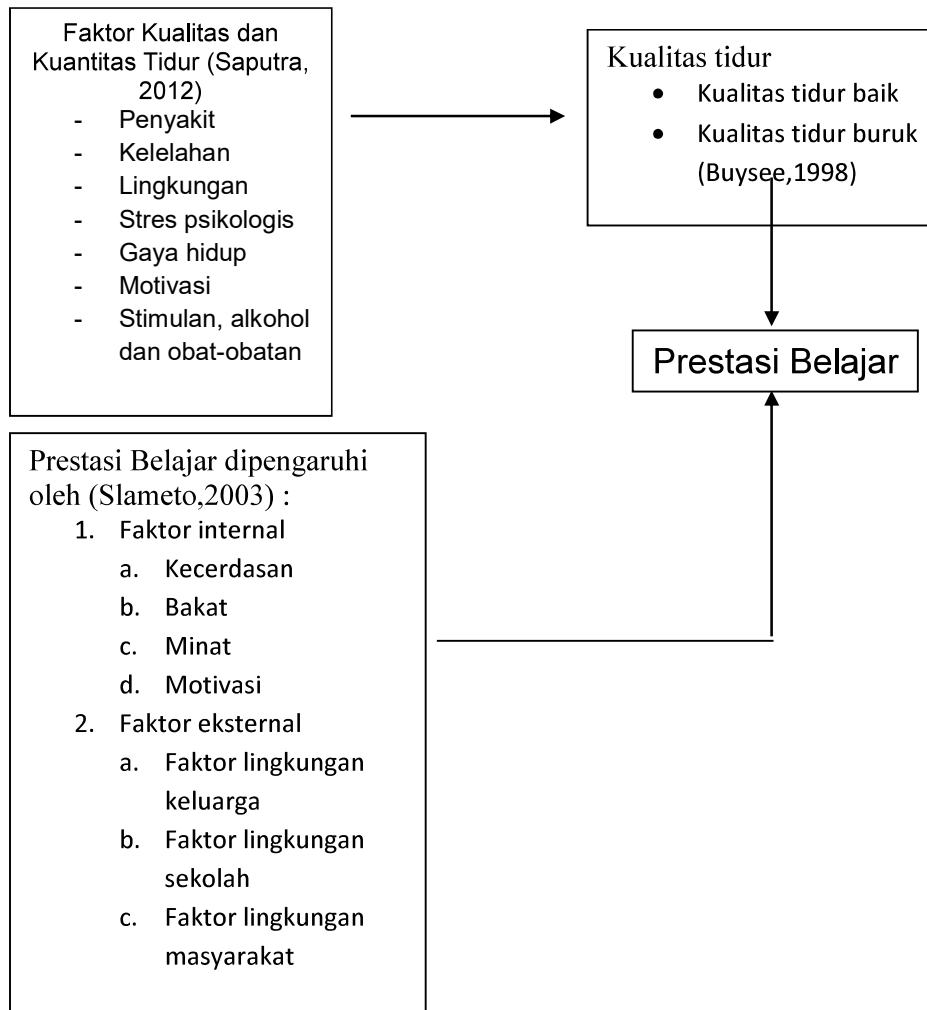 Faktor Kualitas dan
Kuantitas Tidur (Saputra,
2012)
- Penyakit
- Kelelahan
- Lingkungan
- Stres psikologis
- Gaya hidup
- Motivasi
- Stimulan, alkohol
dan obat-obatan
Kualitas tidur
• Kualitas tidur baik
• Kualitas tidur buruk
(Buysee,1998)
Prestasi Belajar
Prestasi Belajar dipengaruhi
oleh (Slameto,2003) :
1. Faktor internal
a. Kecerdasan
b. Bakat
c. Minat
d. Motivasi
2. Faktor eksternal
a. Faktor lingkungan
keluarga
b. Faktor lingkungan
sekolah
c. Faktor lingkungan
masyarakat